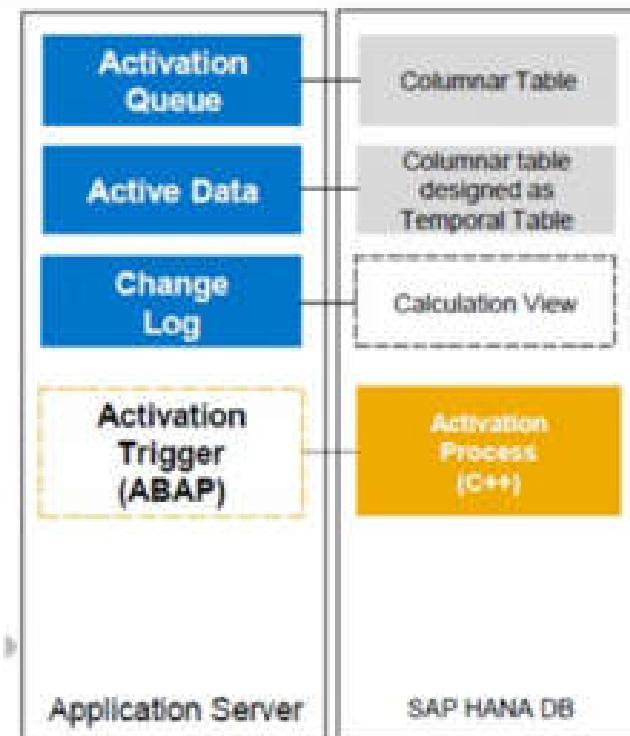 Activation
Queue
Columnar Table
Active Data
Columnar table
designed as
Temporal Table
Change
Log
Calculation View
Activation
Trigger
(ABAP)
Activation
Process
(C++)
Application Server
SAP HANA DB